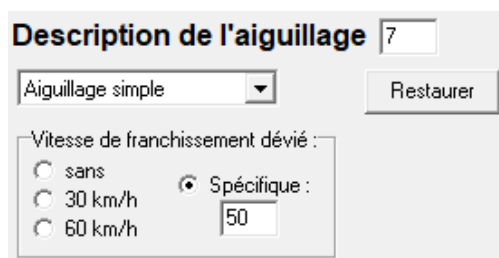 Description de l'aiguillage 7
Aiguillage simple
Restaurer
Vitesse de franchissement dévié :
sans
30 km/h
60 km/h
Spécifique :
50